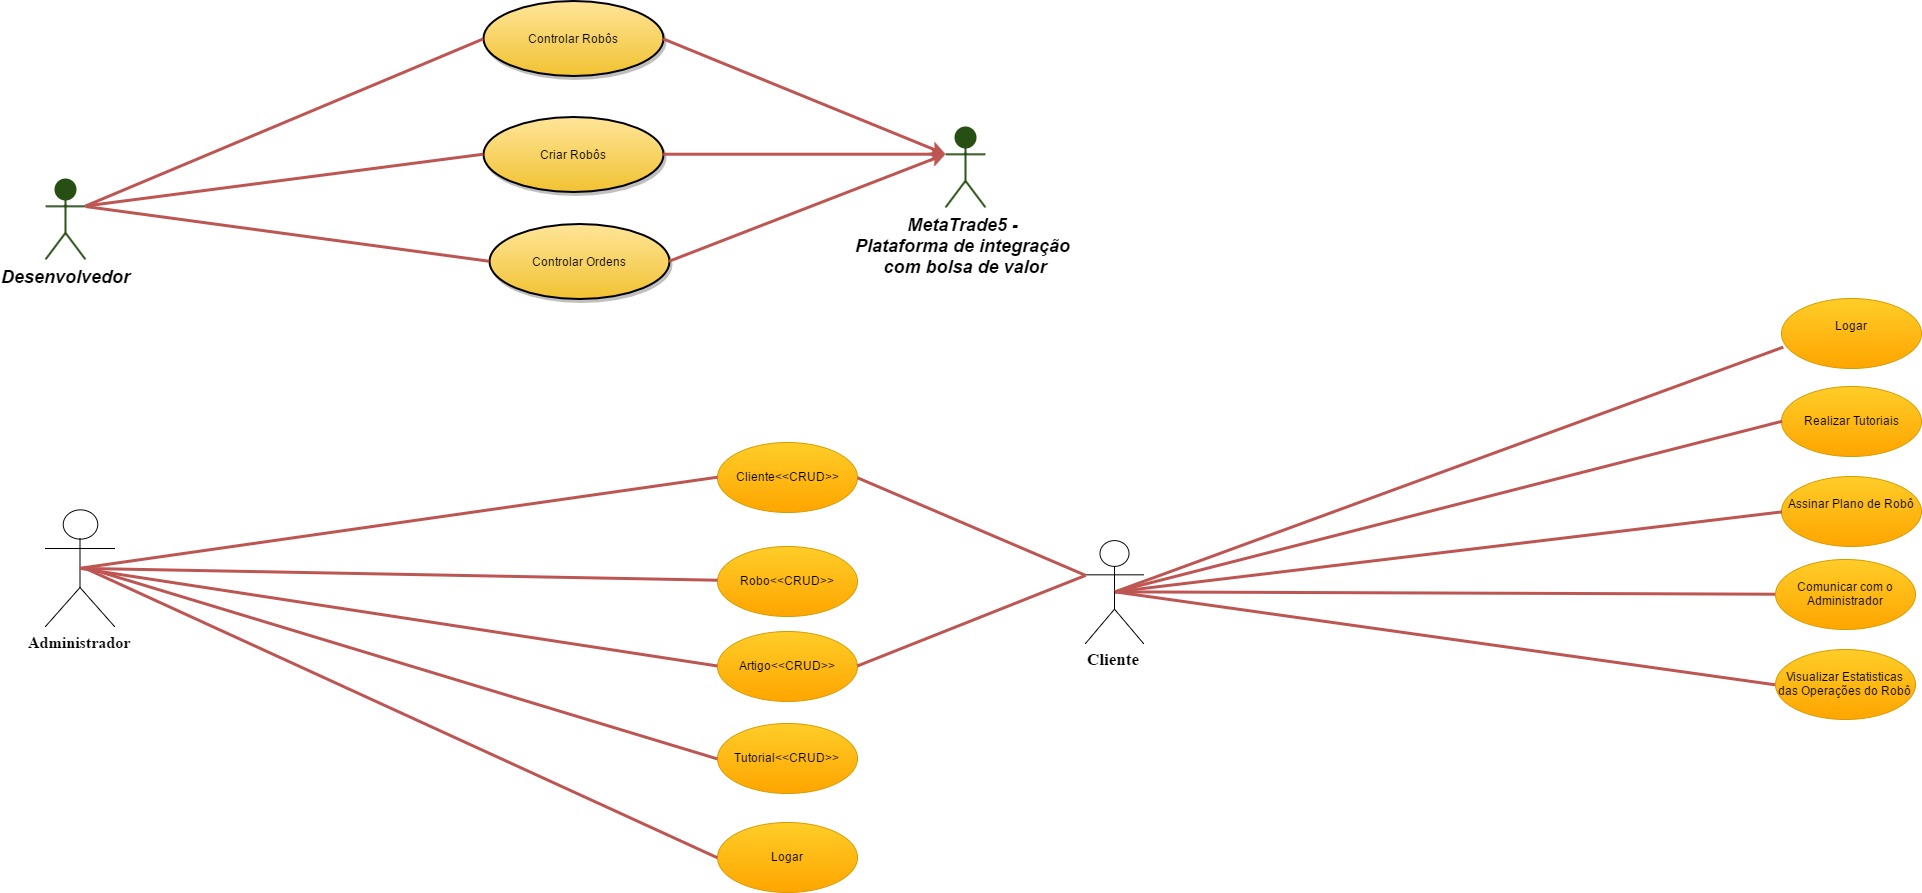 Controlar Robôs
Criar Robôs
Controlar Ordens
Desenvolvedor
MetaTrade5 -
Plataforma de integração
com bolsa de valor
Logar
Realizar Tutoriais
Assinar Plano de Robô
Comunicar com o
Administrador
Visualizar Estatisticas
das Operações do Robô
Cliente<<CRUD>>
Robo<<CRUD>>
Artigo<<CRUD>>
Tutorial<<CRUD>>
Logar
Administrador
Cliente